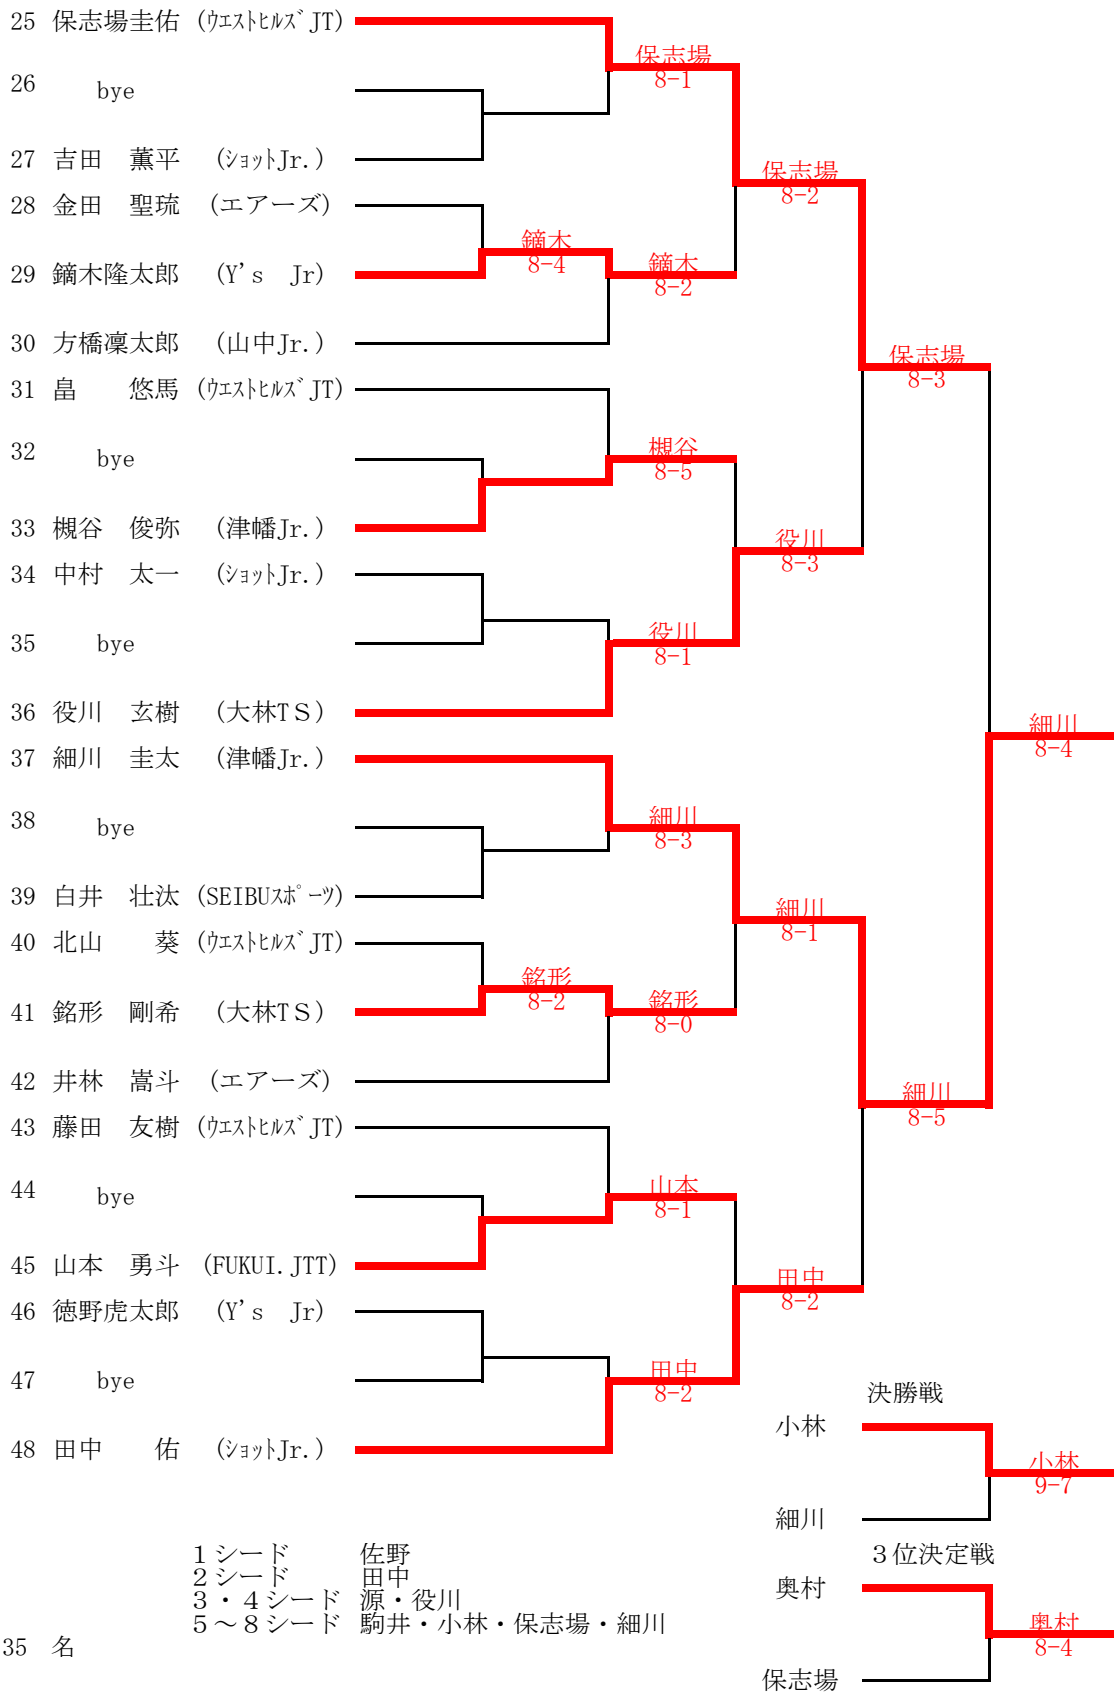 25 保志場圭佑 (ｳｴｽﾄﾋﾙｽﾞJT)
保志場
8-1
26 bye
27 吉田　薫平 (ｼｮｯﾄJr.)
保志場
8-2
28 金田　聖琉 (エアーズ)
鏑木
8-4
鏑木
8-2
29 鏑木隆太郎 (Y's Jr)
30 方橋凜太郎 (山中Jr.)
保志場
8-3
31 畠　悠馬 (ｳｴｽﾄﾋﾙｽﾞJT)
槻谷
8-5
32 bye
33 槻谷　俊弥 (津幡Jr.)
役川
8-3
34 中村　太一 (ｼｮｯﾄJr.)
役川
8-1
35 bye
36 役川　玄樹 (大林TＳ)
細川
8-4
37 細川　圭太 (津幡Jr.)
細川
8-3
38 bye
39 白井　壮汰 (SEIBUｽﾎﾟｰﾂ)
細川
8-1
40 北山　葵 (ｳｴｽﾄﾋﾙｽﾞJT)
銘形
8-2
銘形
8-0
41 銘形　剛希 (大林TＳ)
42 井林　嵩斗 (エアーズ)
細川
8-5
43 藤田　友樹 (ｳｴｽﾄﾋﾙｽﾞJT)
山本
8-1
44 bye
45 山本　勇斗 (FUKUI.JTT)
田中
8-2
46 徳野虎太郎 (Y's Jr)
田中
8-2
47 bye
48 田中　佑 (ｼｮｯﾄJr.)
決勝戦
小林
小林
9-7
細川
３位決定戦
奥村
奥村
8-4
保志場
１シード 佐野
２シード 田中
３・４シード 源・役川
５～８シード 駒井・小林・保志場・細川
35 名